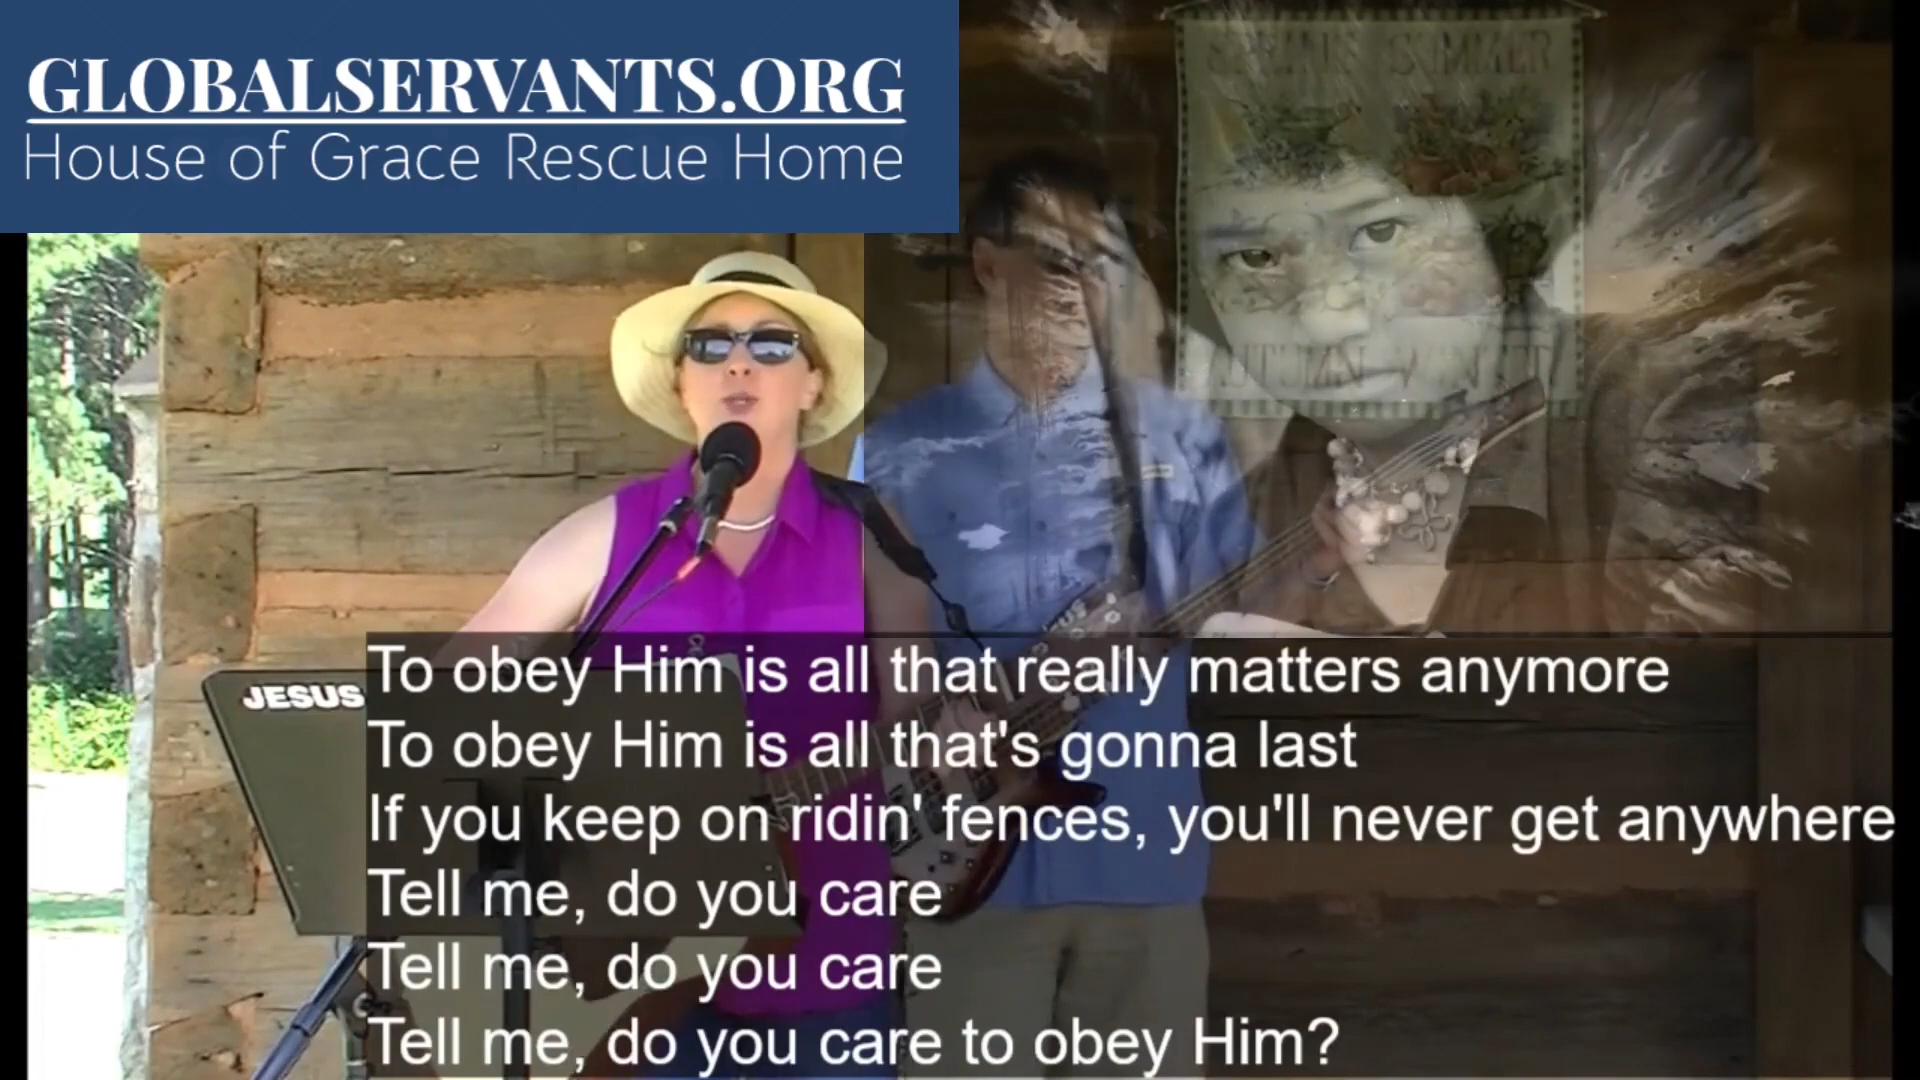 GLOBALSERVANTS.ORG
House of Grace Rescue Home
SUMMER
JESUS
To obey Him is all that really matters anymore
To obey Him is all that's gonna last
If you keep on ridin' fences, you'll never get anywhere
Tell me, do you care
Tell me, do you care
Tell me, do you care to obey Him?